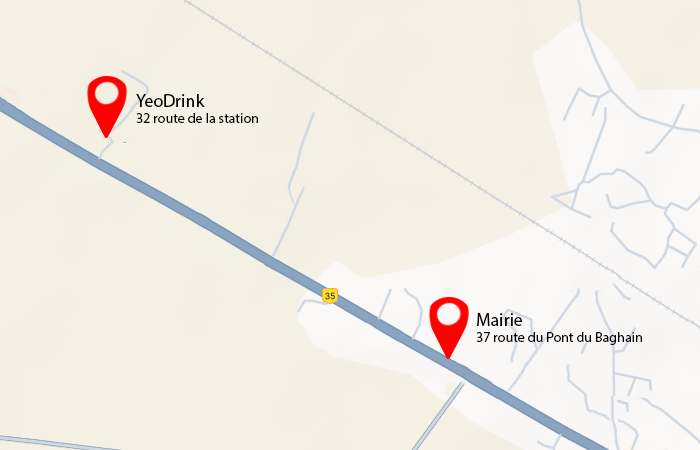 YeoDrink
32 route de la station
35
Mairie
37 route du Pont du Baghain